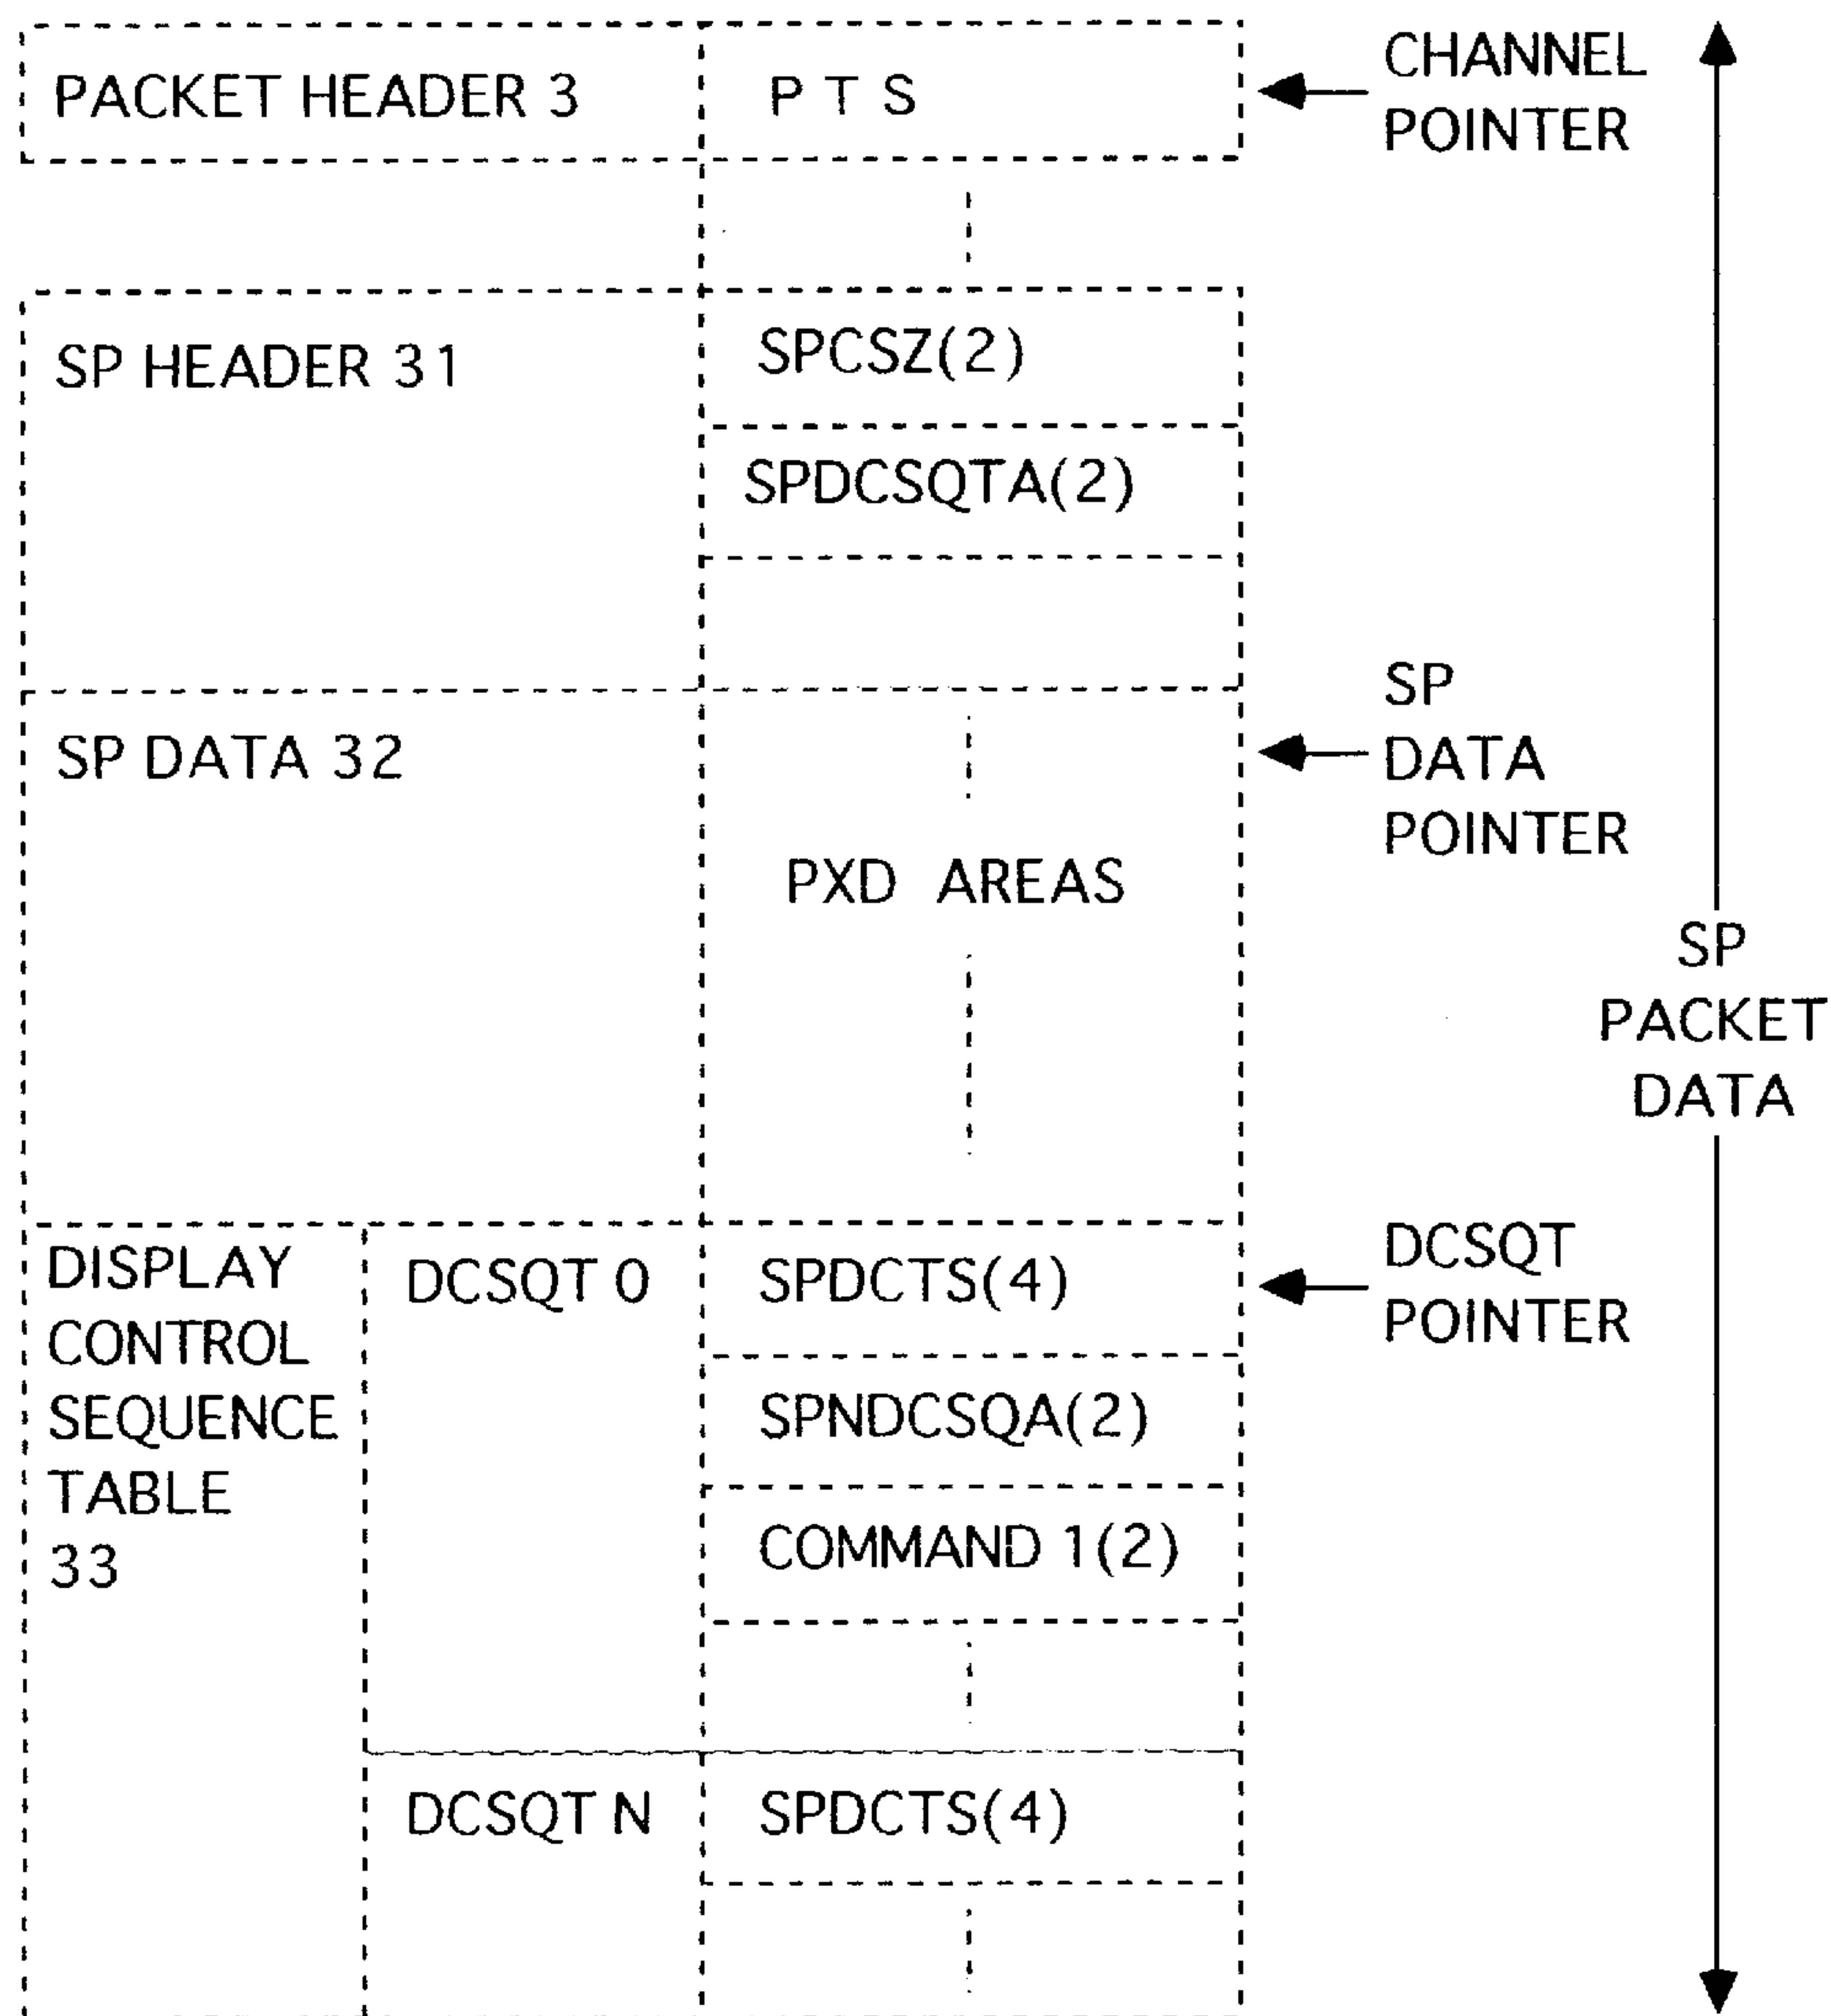 PACKET HEADER 3
P T S
CHANNEL
POINTER
SP HEADER 31
SPCSZ(2)
SPDCSQTA(2)
SP DATA 32
SP
DATA
POINTER
PXD AREAS
SP
PACKET
DATA
DISPLAY
CONTROL
SEQUENCE
TABLE
33
DCSQT 0
SPDCTS(4)
DCSQT
POINTER
SPNDCSQA(2)
COMMAND 1(2)
DCSQT N
SPDCTS(4)